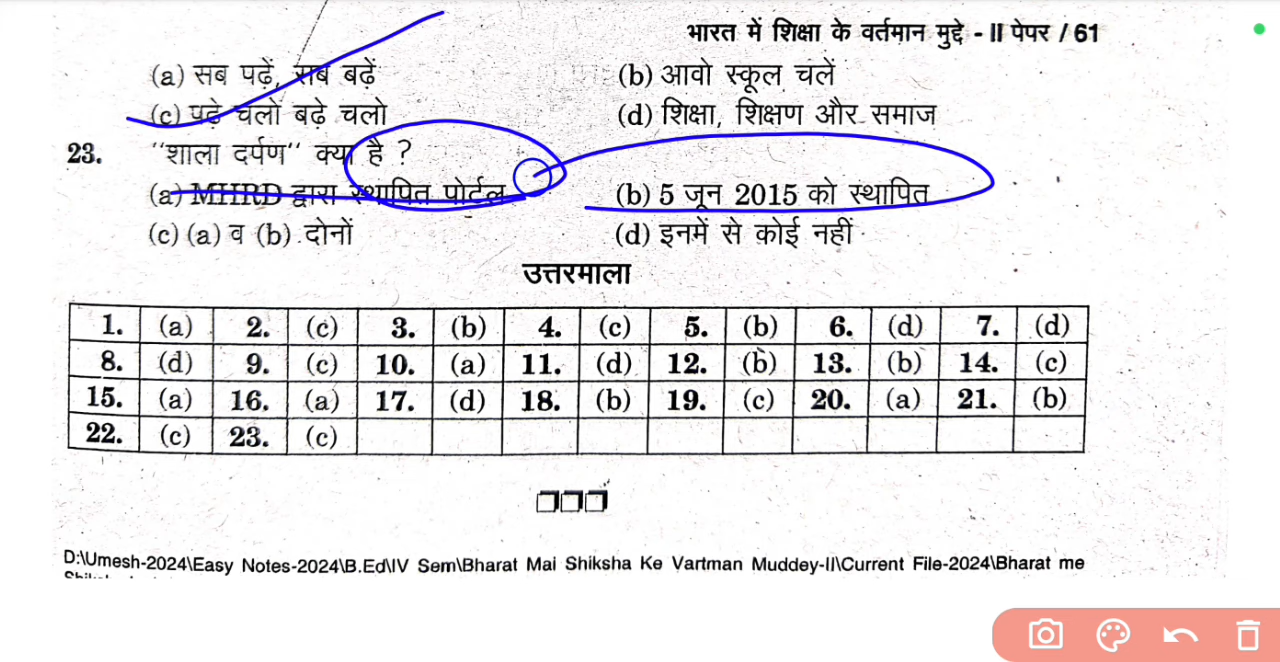 भारत में शिक्षा के वर्तमान मुद्दे - II पेपर / 61
(a) सब पढ़ें, सब बढ़ें (b) आवो स्कूल चलें
(c) पढ़े चलो बढ़े चलो (d) शिक्षा, शिक्षण और समाज
23. "शाला दर्पण" क्या है ?
(a) MHRD द्वारा स्थापित पोर्टल (b) 5 जून 2015 को स्थापित
(c) (a) व (b) दोनों (d) इनमें से कोई नहीं
उत्तरमाला
1. (a) 2. (c) 3. (b) 4. (c) 5. (b) 6. (d) 7. (d)
8. (d) 9. (c) 10. (a) 11. (d) 12. (b) 13. (b) 14. (c)
15. (a) 16. (a) 17. (d) 18. (b) 19. (c) 20. (a) 21. (b)
22. (c) 23. (c)
D:\Umesh-2024\Easy Notes-2024\B.Ed\IV Sem\Bharat Mai Shiksha Ke Vartman Muddey-II\Current File-2024\Bharat me